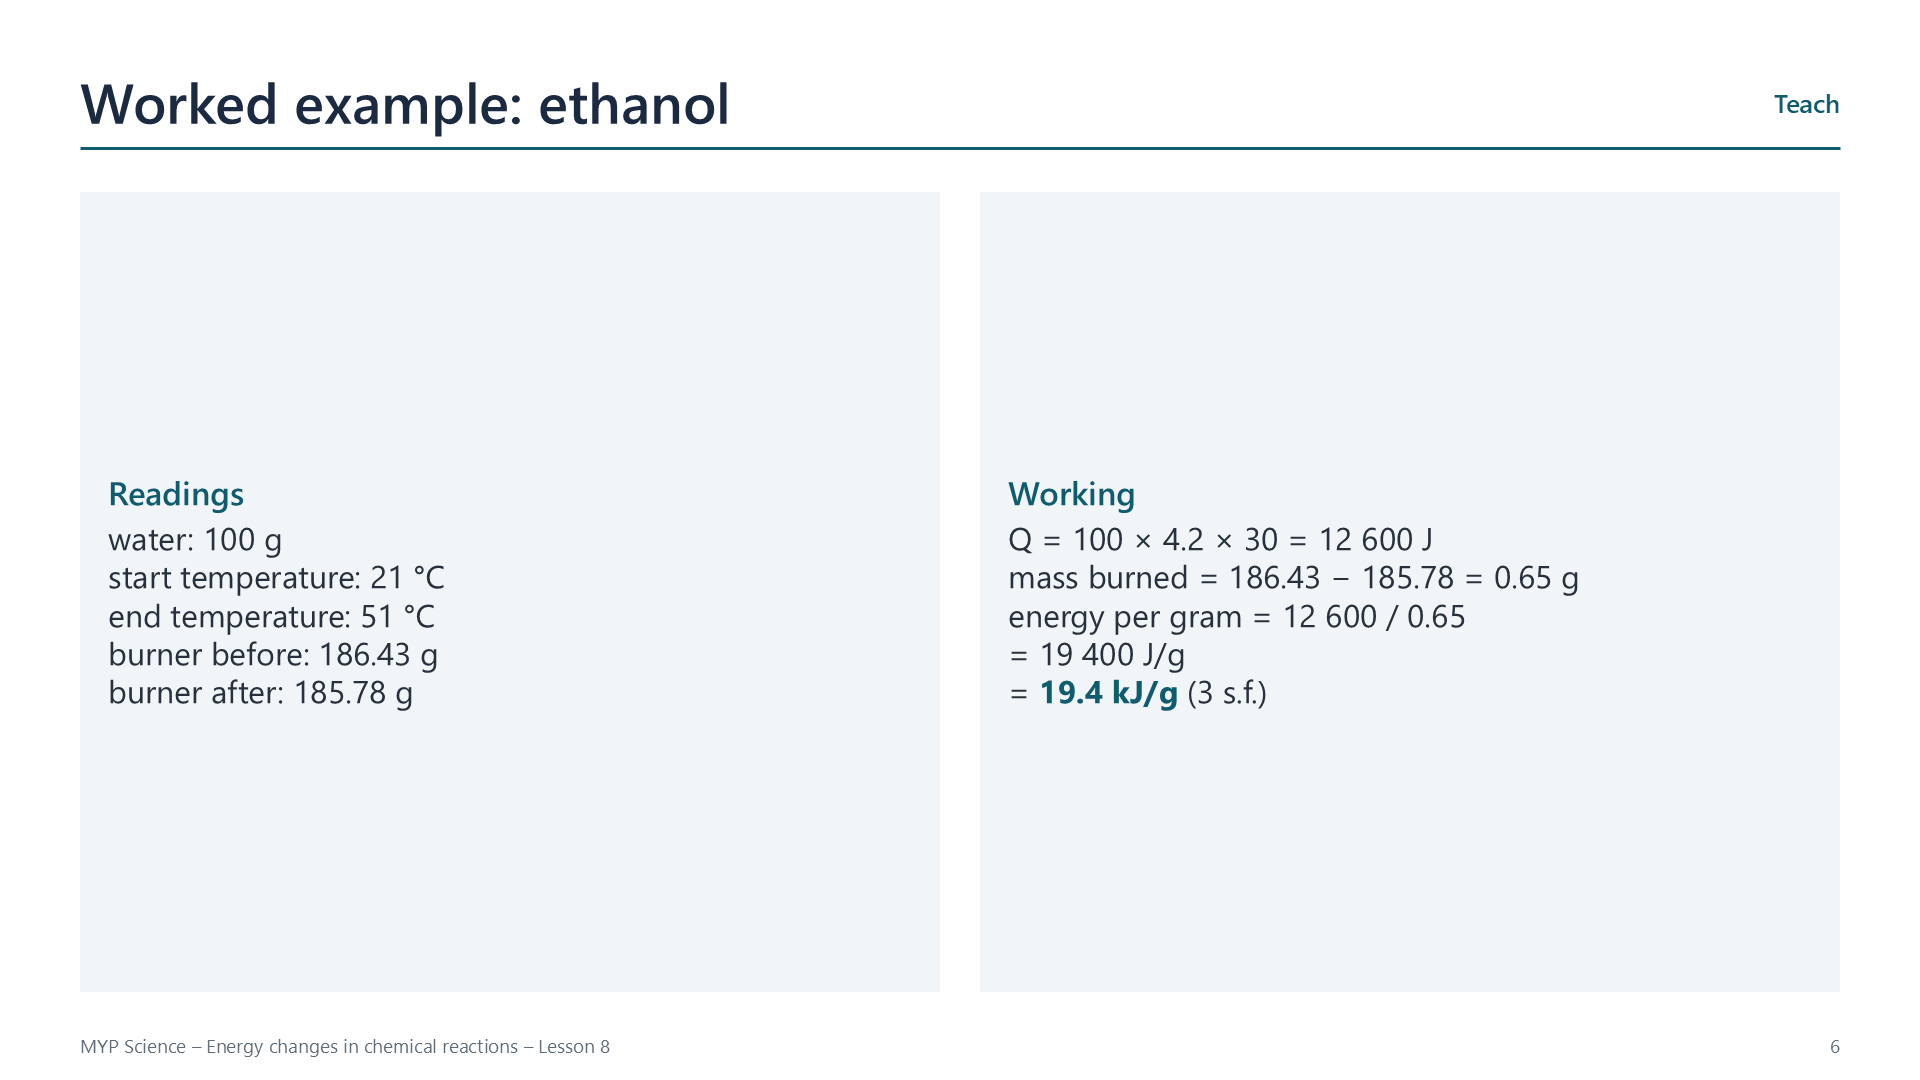 Worked example: ethanol
Teach
Readings
water: 100 g
start temperature: 21 °C
end temperature: 51 °C
burner before: 186.43 g
burner after: 185.78 g
Working
Q = 100 × 4.2 × 30 = 12 600 J
mass burned = 186.43 − 185.78 = 0.65 g
energy per gram = 12 600 / 0.65
= 19 400 J/g
= 19.4 kJ/g (3 s.f.)
MYP Science – Energy changes in chemical reactions – Lesson 8
6